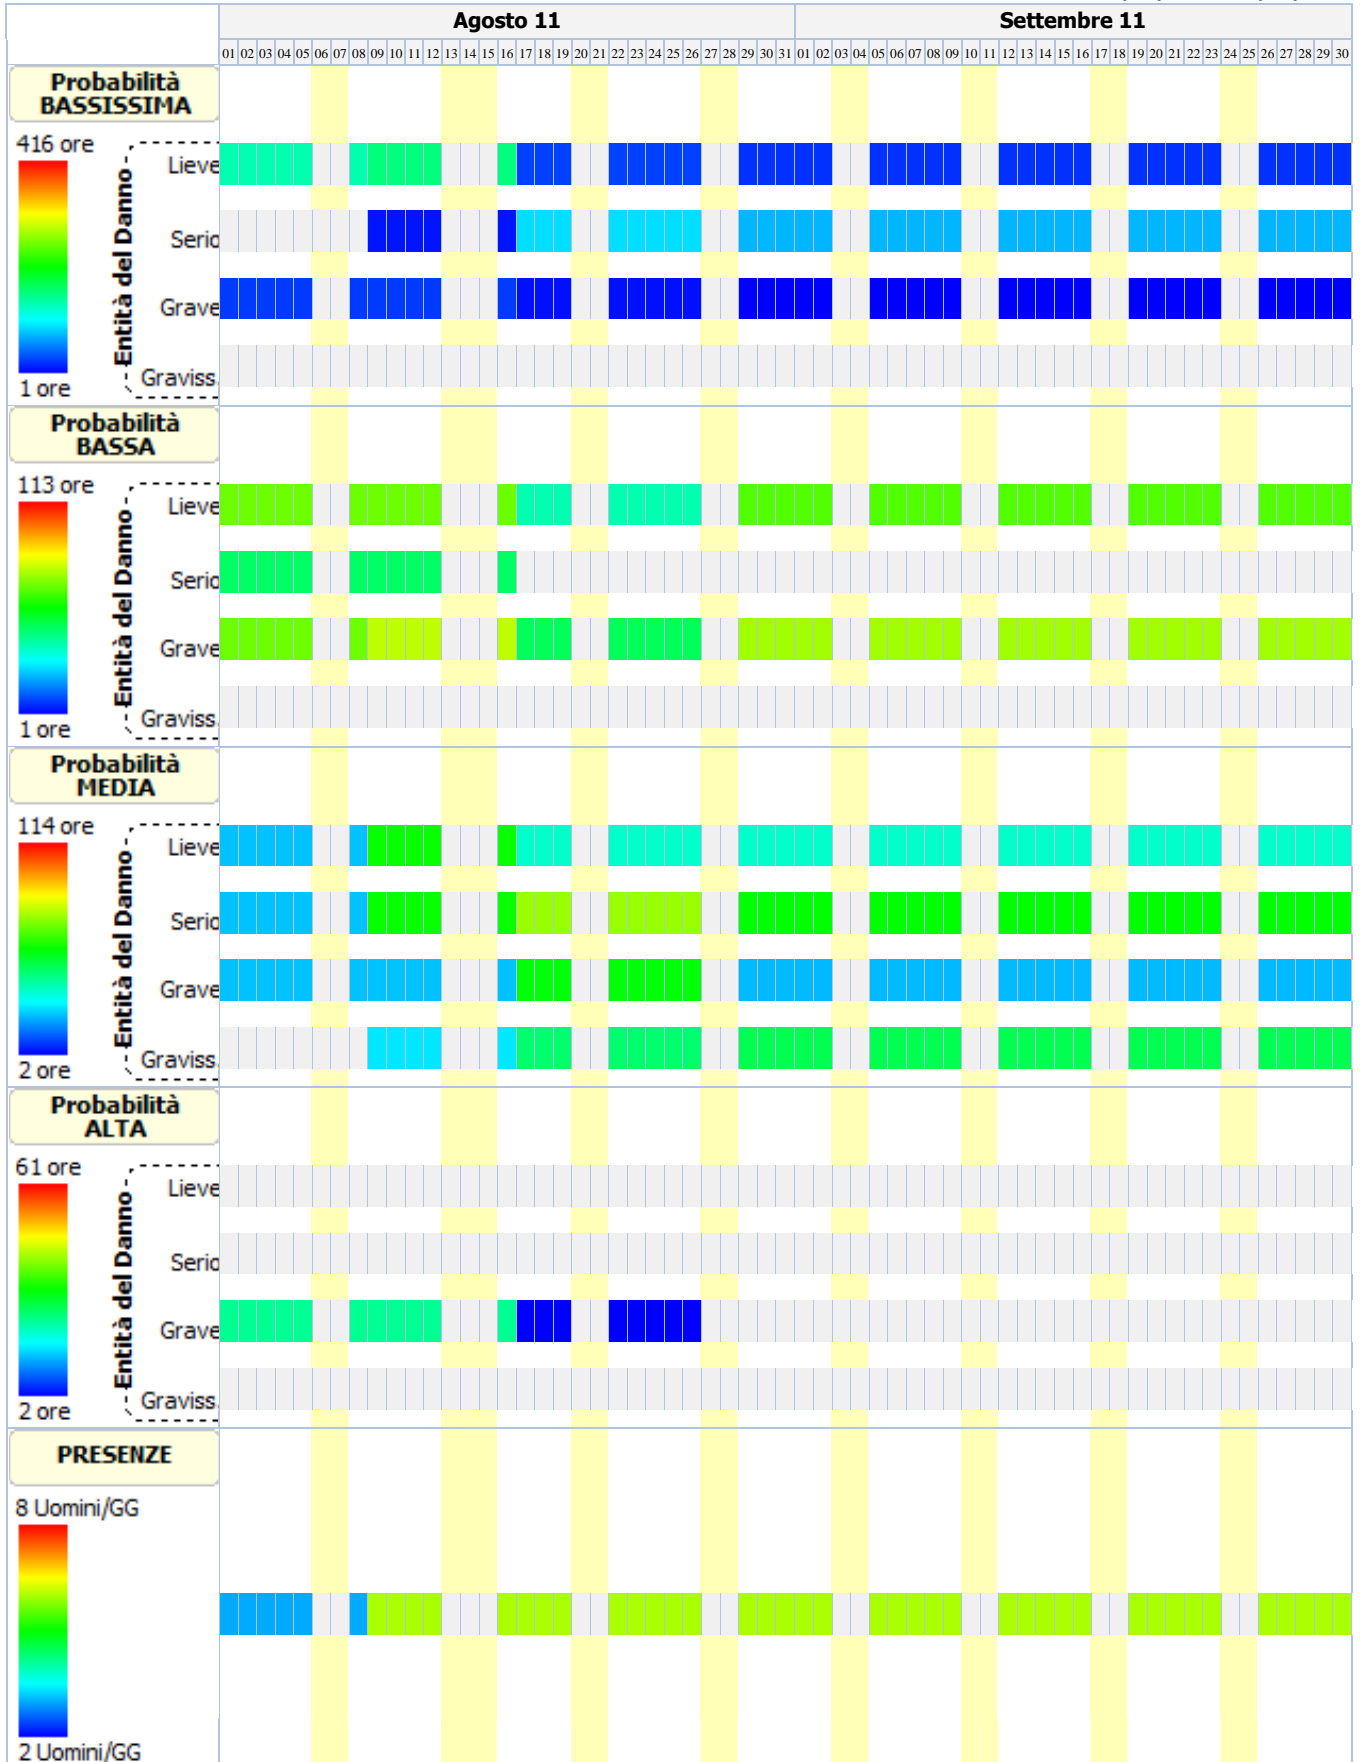 Agosto 11 Settembre 11
01 02 03 04 05 06 07 08 09 10 11 12 13 14 15 16 17 18 19 20 21 22 23 24 25 26 27 28 29 30 31 01 02 03 04 05 06 07 08 09 10 11 12 13 14 15 16 17 18 19 20 21 22 23 24 25 26 27 28 29 30
Probabilità
BASSISSIMA
416 ore
Entità del Danno
Lieve
Serio
Grave
Graviss.
1 ore
Probabilità
BASSA
113 ore
Entità del Danno
Lieve
Serio
Grave
Graviss.
1 ore
Probabilità
MEDIA
114 ore
Entità del Danno
Lieve
Serio
Grave
Graviss.
2 ore
Probabilità
ALTA
61 ore
Entità del Danno
Lieve
Serio
Grave
Graviss.
2 ore
PRESENZE
8 Uomini/GG
2 Uomini/GG